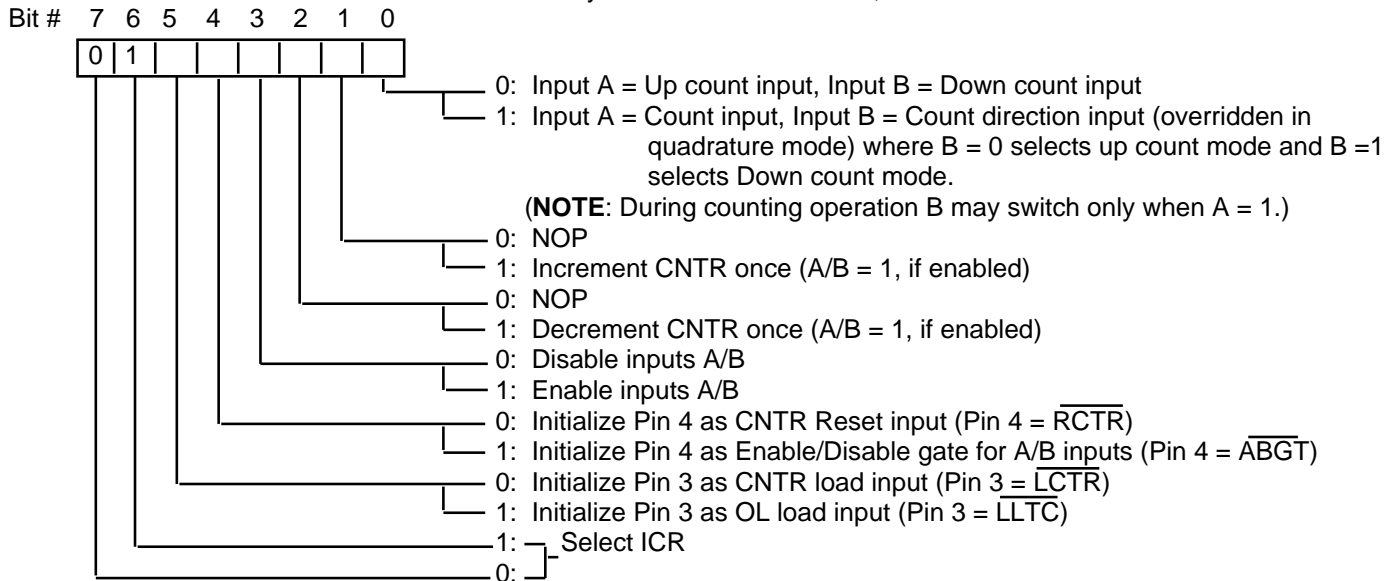 Bit # 7 6 5 4 3 2 1 0
0 1
0: Input A = Up count input, Input B = Down count input
1: Input A = Count input, Input B = Count direction input (overridden in
quadrature mode) where B = 0 selects up count mode and B =1
selects Down count mode.
(NOTE: During counting operation B may switch only when A = 1.)
0: NOP
1: Increment CNTR once (A/B = 1, if enabled)
0: NOP
1: Decrement CNTR once (A/B = 1, if enabled)
0: Disable inputs A/B
1: Enable inputs A/B
0: Initialize Pin 4 as CNTR Reset input (Pin 4 = RCTR)
1: Initialize Pin 4 as Enable/Disable gate for A/B inputs (Pin 4 = ABGT)
0: Initialize Pin 3 as CNTR load input (Pin 3 = LCTR)
1: Initialize Pin 3 as OL load input (Pin 3 = LLTC)
1: Select ICR
0: